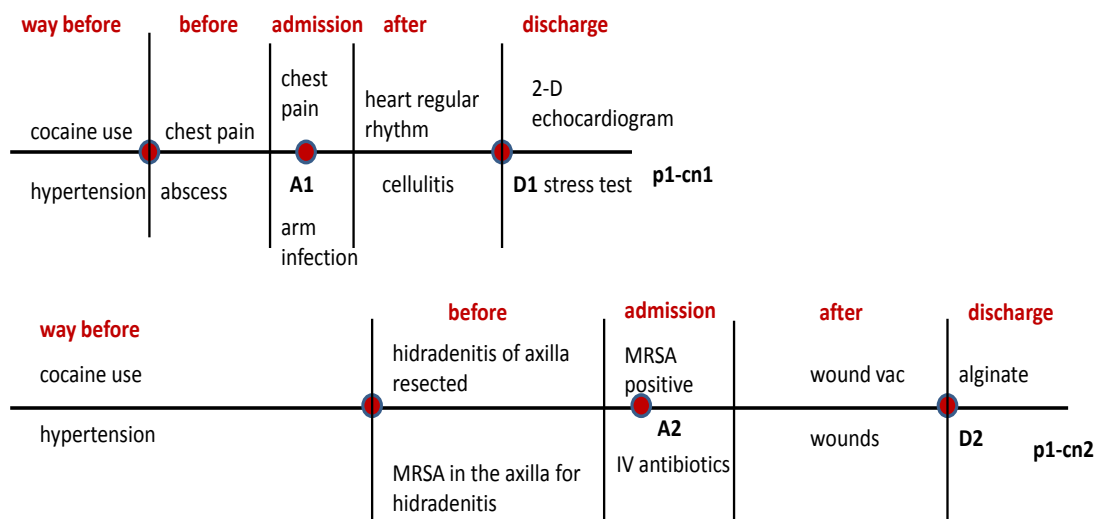 way before before admission after discharge
chest
pain
2-D
echocardiogram
heart regular
rhythm
cocaine use chest pain
hypertension abscess A1 cellulitis D1 stress test p1-cn1
arm
infection
way before before admission after discharge
hidradenitis of axilla
resected
MRSA
positive
cocaine use wound vac alginate
hypertension A2 wounds D2 p1-cn2
IV antibiotics
MRSA in the axilla for
hidradenitis